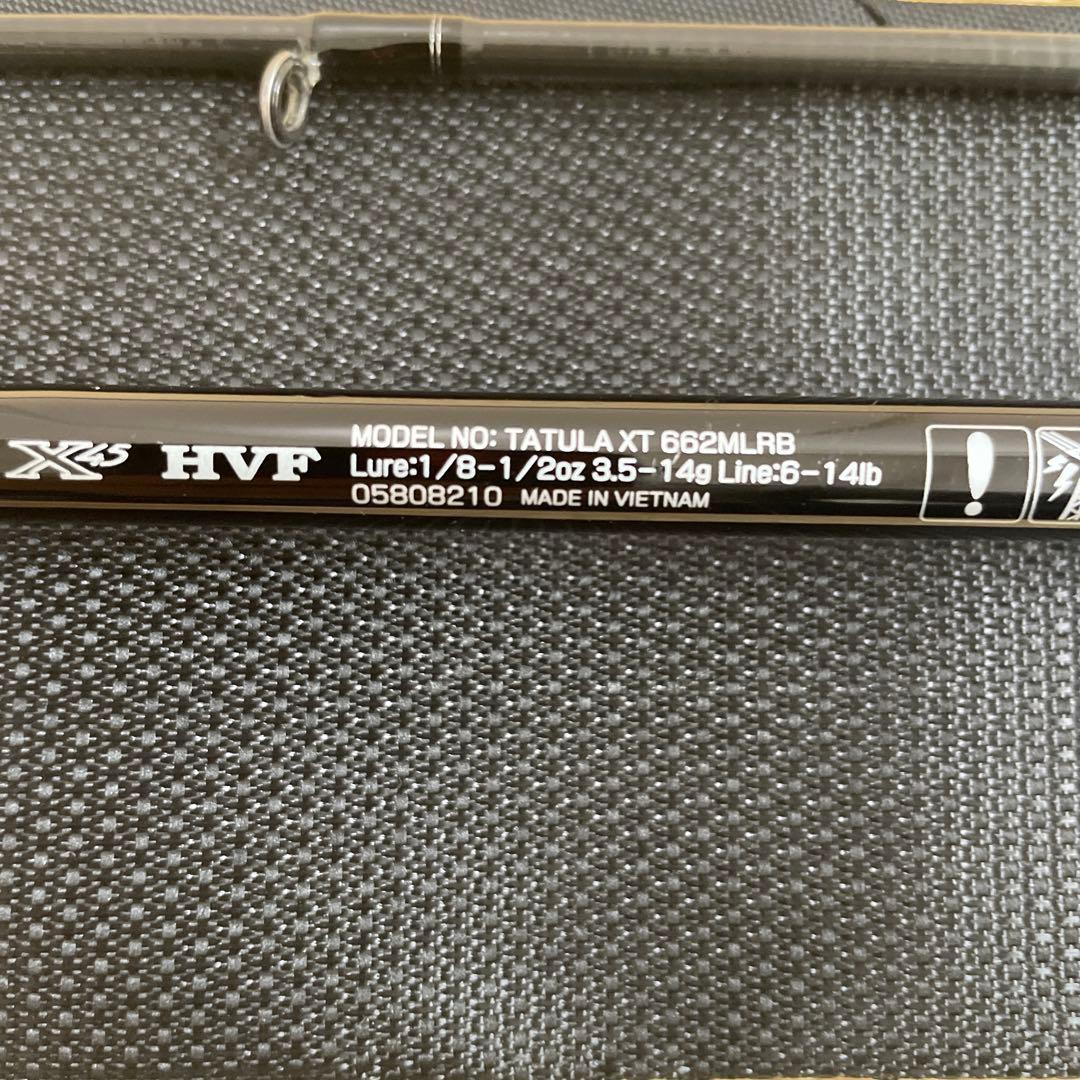 X45 HVF
MODEL NO: TATULA XT 662MLRB
Lure:1/8-1/2oz 3.5-14g Line:6-14lb
05808210 MADE IN VIETNAM